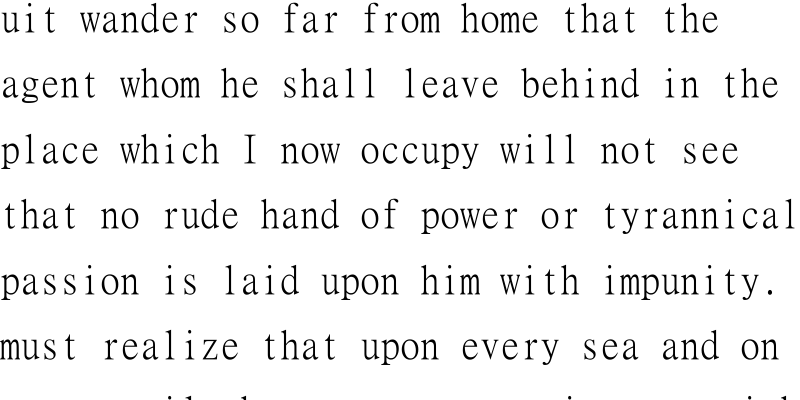 uit wander so far from home that the
agent whom he shall leave behind in the
place which I now occupy will not see
that no rude hand of power or tyrannical
passion is laid upon him with impunity.
must realize that upon every sea and on